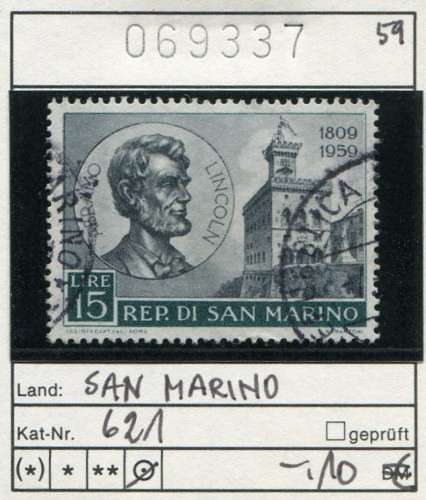 069337 59
1809
1959
LINCOLN
LIRE
15 REP. DI SAN MARINO
Land: SAN MARINO
Kat-Nr. 621 geprüft
(*) * ** -,10 €